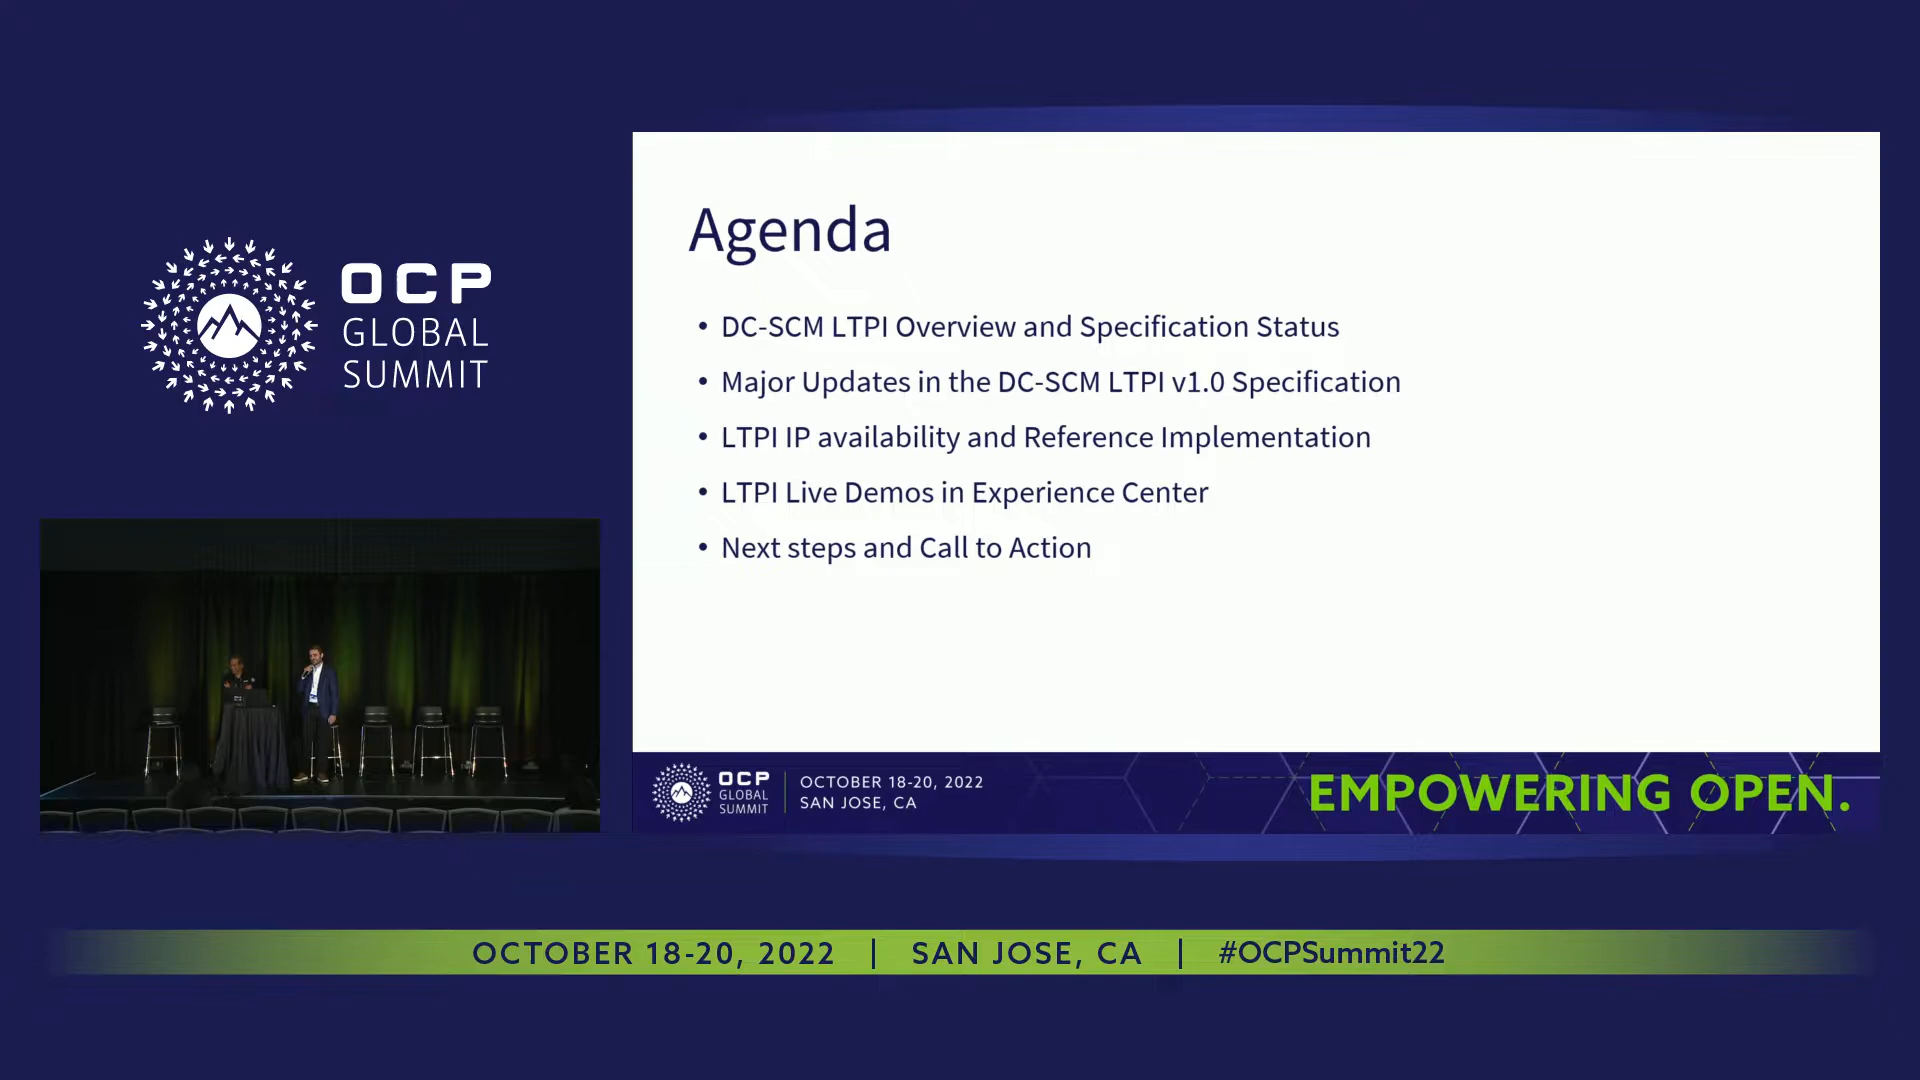 OCP
GLOBAL
SUMMIT
Agenda
• DC-SCM LTPI Overview and Specification Status
• Major Updates in the DC-SCM LTPI v1.0 Specification
• LTPI IP availability and Reference Implementation
• LTPI Live Demos in Experience Center
• Next steps and Call to Action
OCP
GLOBAL
SUMMIT
OCTOBER 18-20, 2022
SAN JOSE, CA
EMPOWERING OPEN.
OCTOBER 18-20, 2022 | SAN JOSE, CA | #OCPSummit22